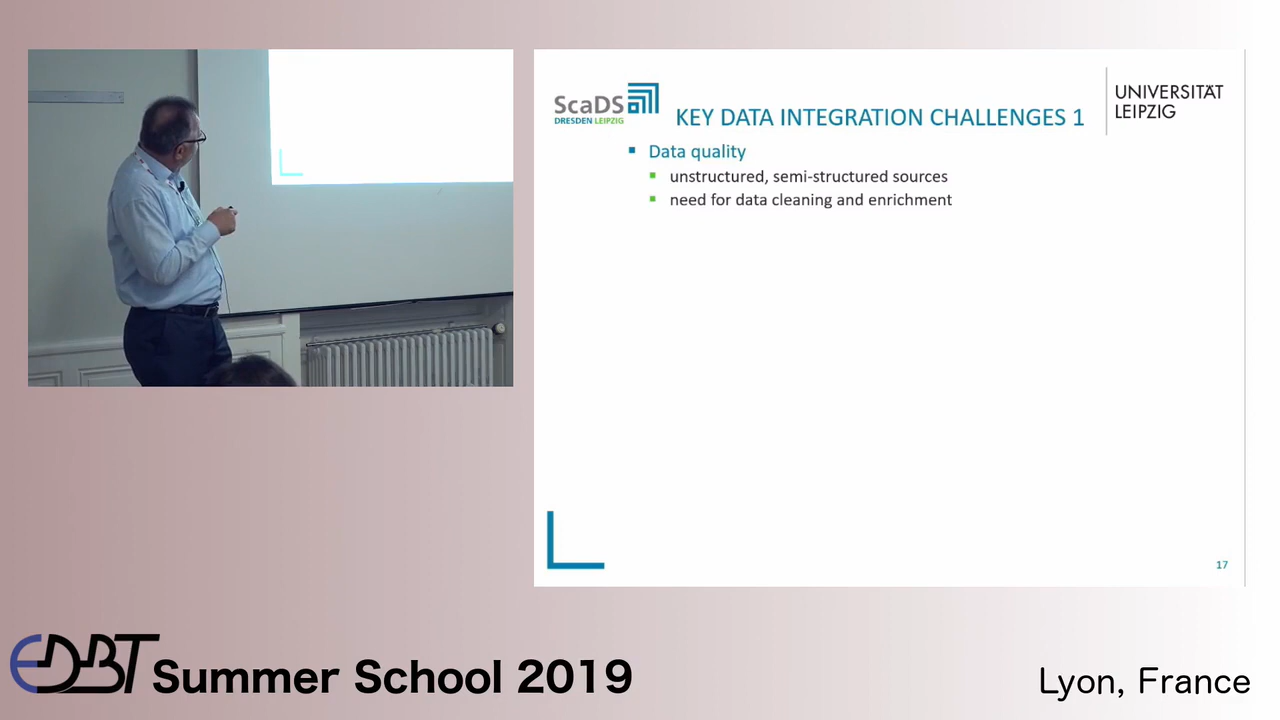 ScaDS
DRESDEN LEIPZIG
KEY DATA INTEGRATION CHALLENGES 1
UNIVERSITÄT
LEIPZIG
Data quality
unstructured, semi-structured sources
need for data cleaning and enrichment
17
EDBT Summer School 2019
Lyon, France